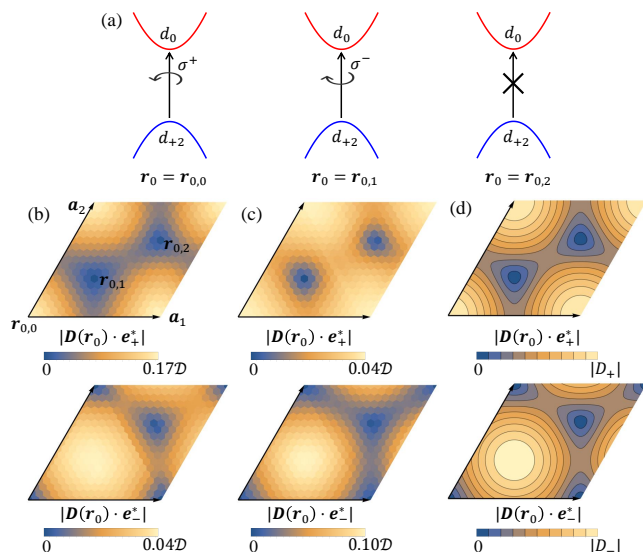 (a)
d₀ d₀ d₀
σ⁺ σ⁻
d₊₂ d₊₂ d₊₂
r₀ = r₀,₀ r₀ = r₀,₁ r₀ = r₀,₂
(b) a₂ (c) (d)
r₀,₂
r₀,₁
r₀,₀ a₁
|D(r₀) · e₊*| |D(r₀) · e₊*| |D(r₀) · e₊*|
0 0.17𝒟 0 0.04𝒟 0 |D₊|
|D(r₀) · e₋*| |D(r₀) · e₋*| |D(r₀) · e₋*|
0 0.04𝒟 0 0.10𝒟 0 |D₋|